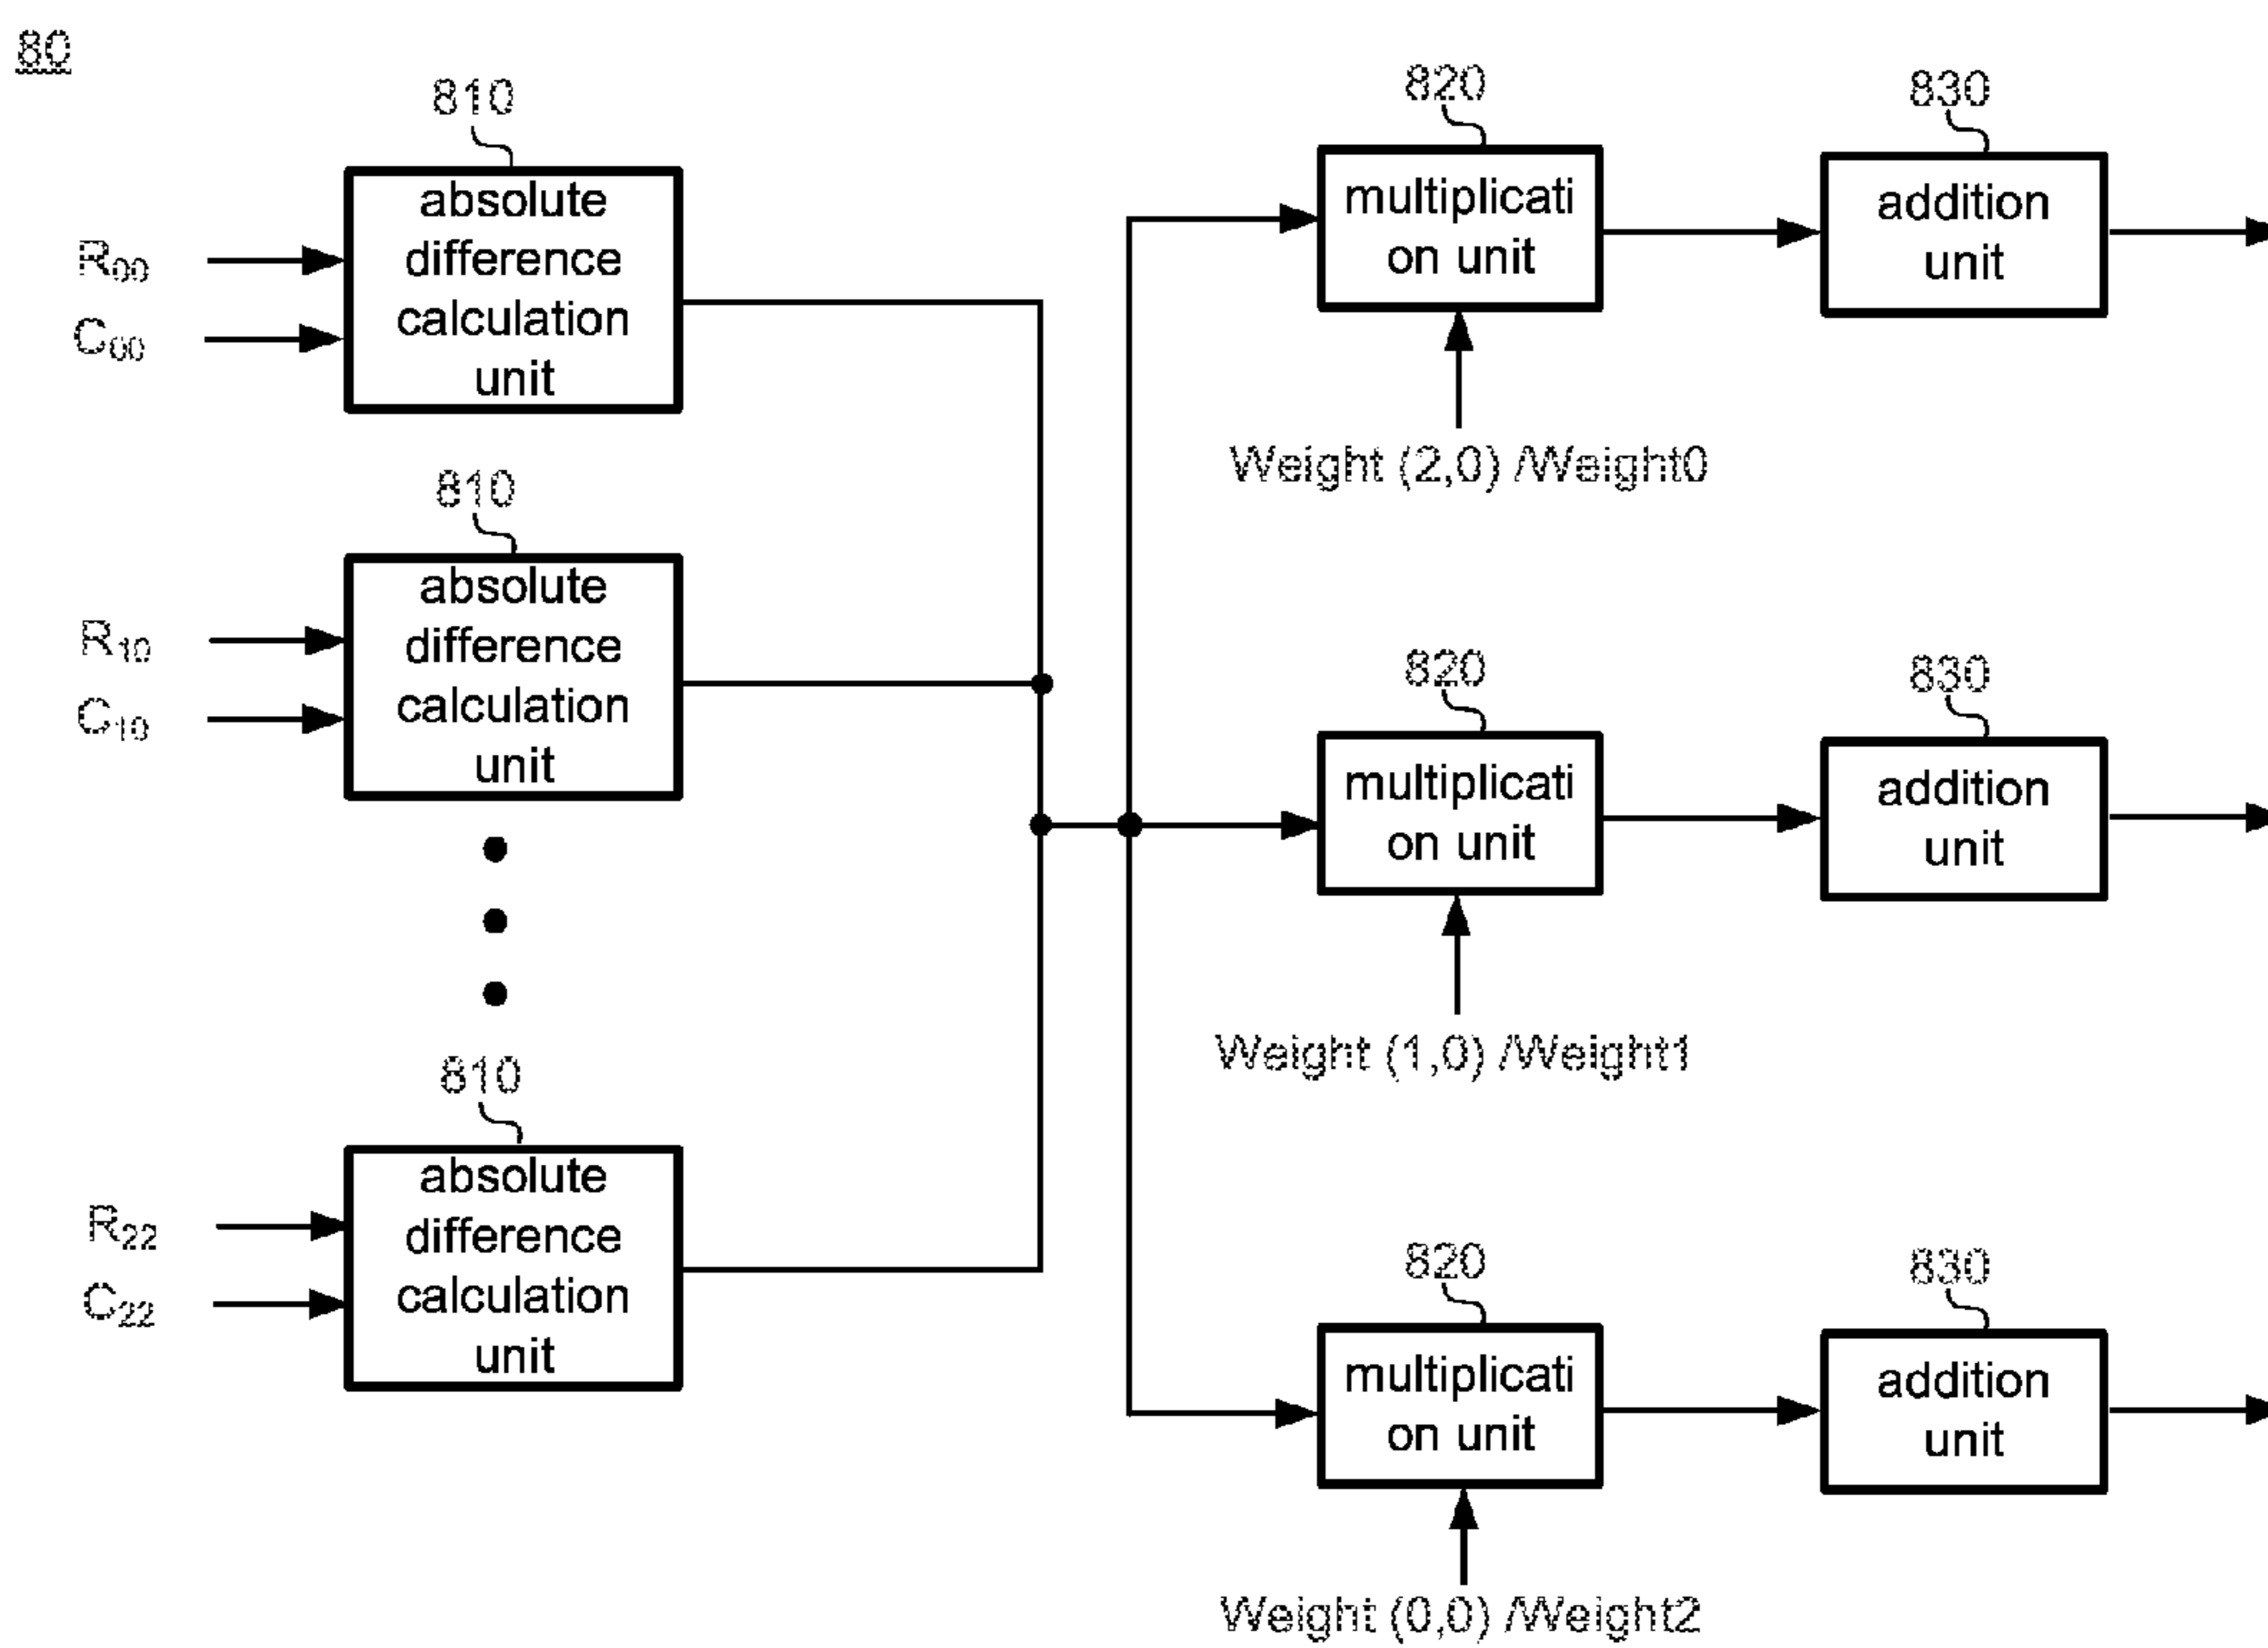 80
810
absolute
difference
calculation
unit
R00
C00
820
multiplicati
on unit
830
addition
unit
Weight (2,0) /Weight0
810
absolute
difference
calculation
unit
R10
C10
820
multiplicati
on unit
830
addition
unit
Weight (1,0) /Weight1
810
absolute
difference
calculation
unit
R22
C22
820
multiplicati
on unit
830
addition
unit
Weight (0,0) /Weight2